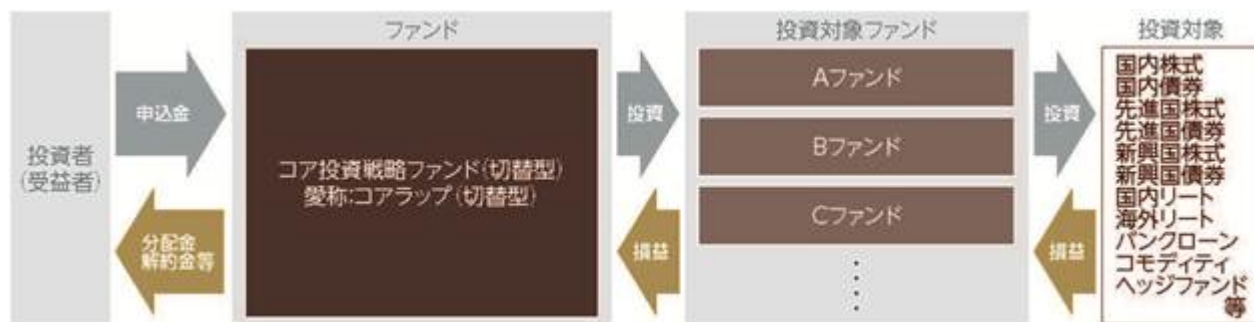 ファンド
投資対象ファンド
投資対象
投資者
(受益者)
申込金
分配金
解約金等
コア投資戦略ファンド(切替型)
愛称:コアラップ(切替型)
投資
損益
Aファンド
Bファンド
Cファンド
投資
損益
国内株式
国内債券
先進国株式
先進国債券
新興国株式
新興国債券
国内リート
海外リート
バンクローン
コモディティ
ヘッジファンド
等